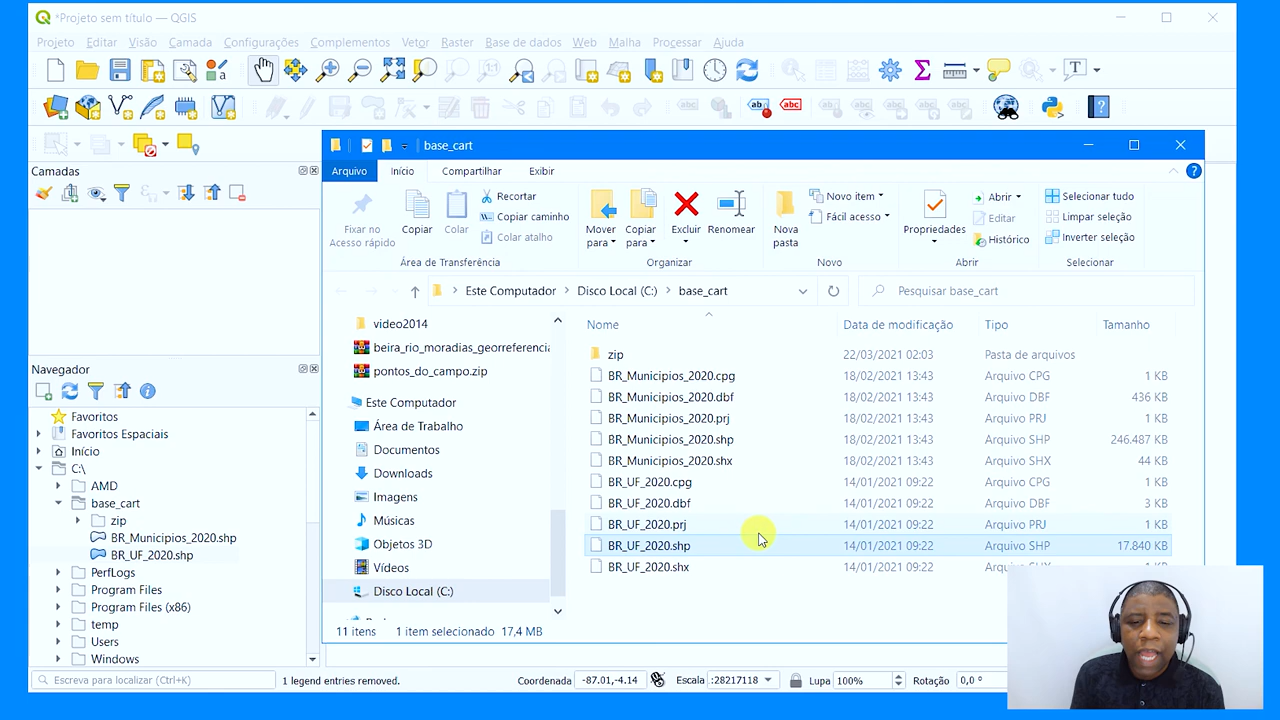 *Projeto sem título — QGIS
Projeto Editar Visão Camada Configurações Complementos Vetor Raster Base de dados Web Malha Processar Ajuda
Camadas
Navegador
Favoritos
Favoritos Espaciais
Início
C:\
AMD
base_cart
zip
BR_Municipios_2020.shp
BR_UF_2020.shp
PerfLogs
Program Files
Program Files (x86)
temp
Users
Windows
base_cart
Arquivo Início Compartilhar Exibir
Fixar no Acesso rápido
Copiar
Colar
Recortar
Copiar caminho
Colar atalho
Área de Transferência
Mover para
Copiar para
Excluir
Renomear
Organizar
Nova pasta
Novo item
Fácil acesso
Novo
Propriedades
Abrir
Editar
Histórico
Abrir
Selecionar tudo
Limpar seleção
Inverter seleção
Selecionar
Este Computador > Disco Local (C:) > base_cart
Pesquisar base_cart
video2014
beira_rio_moradias_georreferencia
pontos_do_campo.zip
Este Computador
Área de Trabalho
Documentos
Downloads
Imagens
Músicas
Objetos 3D
Vídeos
Disco Local (C:)
Nome Data de modificação Tipo Tamanho
zip 22/03/2021 02:03 Pasta de arquivos
BR_Municipios_2020.cpg 18/02/2021 13:43 Arquivo CPG 1 KB
BR_Municipios_2020.dbf 18/02/2021 13:43 Arquivo DBF 436 KB
BR_Municipios_2020.prj 18/02/2021 13:43 Arquivo PRJ 1 KB
BR_Municipios_2020.shp 18/02/2021 13:43 Arquivo SHP 246.487 KB
BR_Municipios_2020.shx 18/02/2021 13:43 Arquivo SHX 44 KB
BR_UF_2020.cpg 14/01/2021 09:22 Arquivo CPG 1 KB
BR_UF_2020.dbf 14/01/2021 09:22 Arquivo DBF 3 KB
BR_UF_2020.prj 14/01/2021 09:22 Arquivo PRJ 1 KB
BR_UF_2020.shp 14/01/2021 09:22 Arquivo SHP 17.840 KB
BR_UF_2020.shx 14/01/2021 09:22
11 itens 1 item selecionado 17,4 MB
Escreva para localizar (Ctrl+K) 1 legend entries removed. Coordenada -87.01,-4.14 Escala :28217118 Lupa 100% Rotação 0,0 °